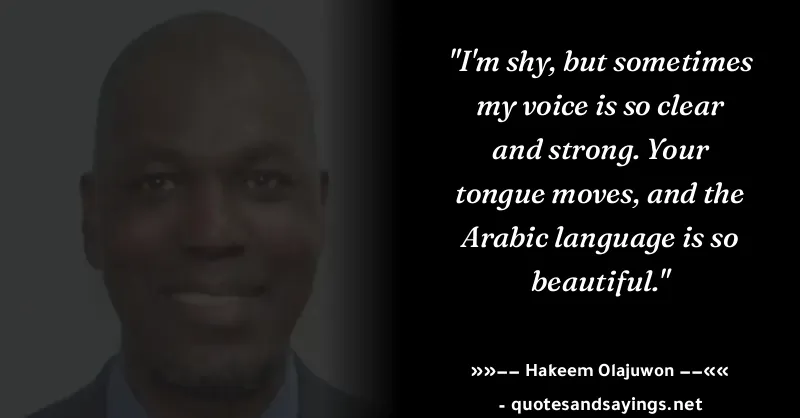 "I'm shy, but sometimes
my voice is so clear
and strong. Your
tongue moves, and the
Arabic language is so
beautiful."
»»−− Hakeem Olajuwon −−««
- quotesandsayings.net